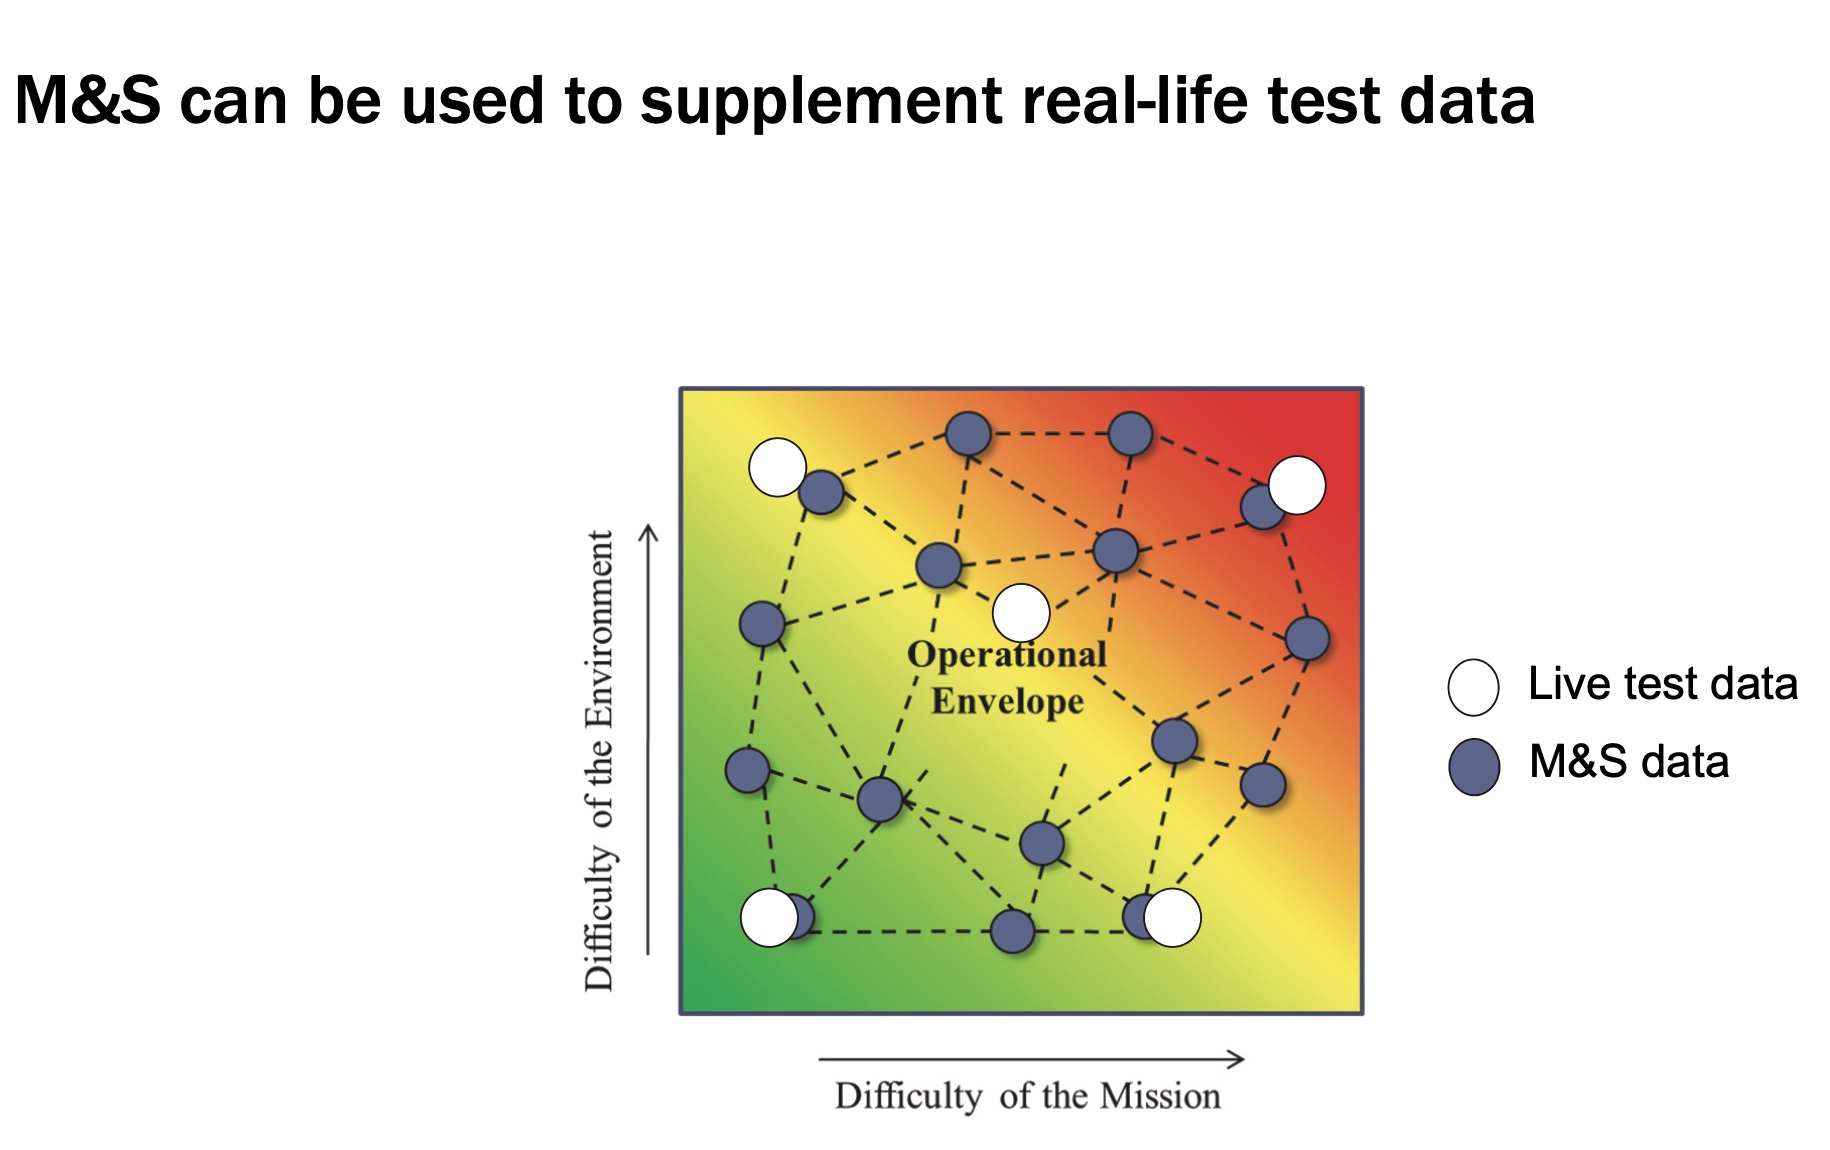 M&S can be used to supplement real-life test data
Operational
Envelope
Difficulty of the Environment
Difficulty of the Mission
Live test data
M&S data